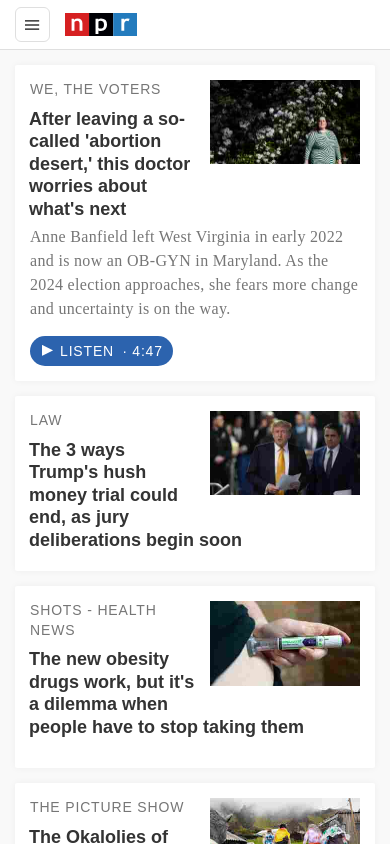 npr
WE, THE VOTERS
After leaving a so-
called 'abortion
desert,' this doctor
worries about
what's next
Anne Banfield left West Virginia in early 2022
and is now an OB-GYN in Maryland. As the
2024 election approaches, she fears more change
and uncertainty is on the way.
LISTEN · 4:47
LAW
The 3 ways
Trump's hush
money trial could
end, as jury
deliberations begin soon
SHOTS - HEALTH
NEWS
The new obesity
drugs work, but it's
a dilemma when
people have to stop taking them
THE PICTURE SHOW
The Okalolies of